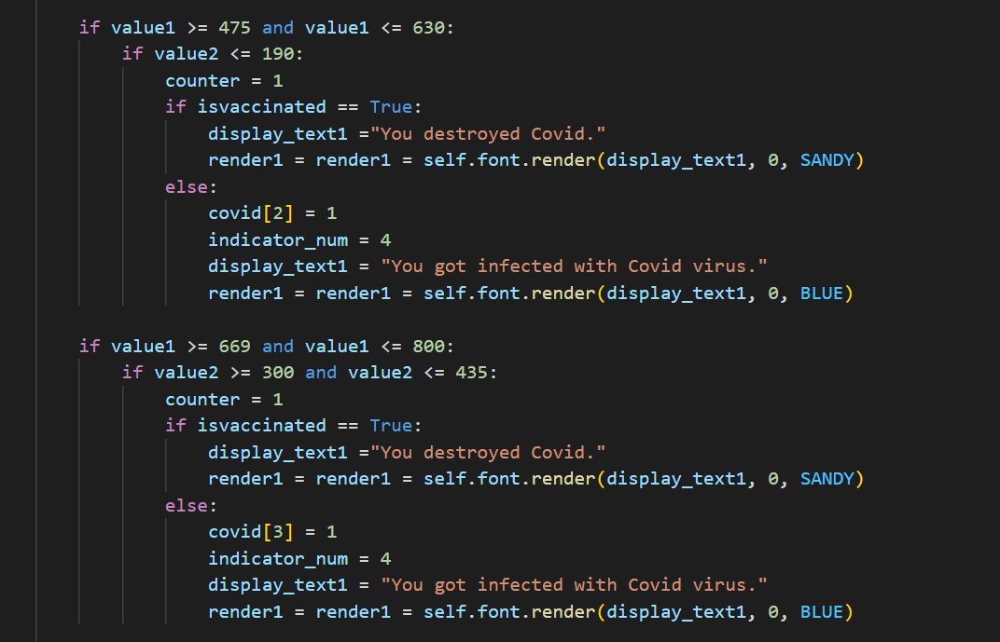 if value1 >= 475 and value1 <= 630:
    if value2 <= 190:
        counter = 1
        if isvaccinated == True:
            display_text1 ="You destroyed Covid."
            render1 = render1 = self.font.render(display_text1, 0, SANDY)
        else:
            covid[2] = 1
            indicator_num = 4
            display_text1 = "You got infected with Covid virus."
            render1 = render1 = self.font.render(display_text1, 0, BLUE)

if value1 >= 669 and value1 <= 800:
    if value2 >= 300 and value2 <= 435:
        counter = 1
        if isvaccinated == True:
            display_text1 ="You destroyed Covid."
            render1 = render1 = self.font.render(display_text1, 0, SANDY)
        else:
            covid[3] = 1
            indicator_num = 4
            display_text1 = "You got infected with Covid virus."
            render1 = render1 = self.font.render(display_text1, 0, BLUE)